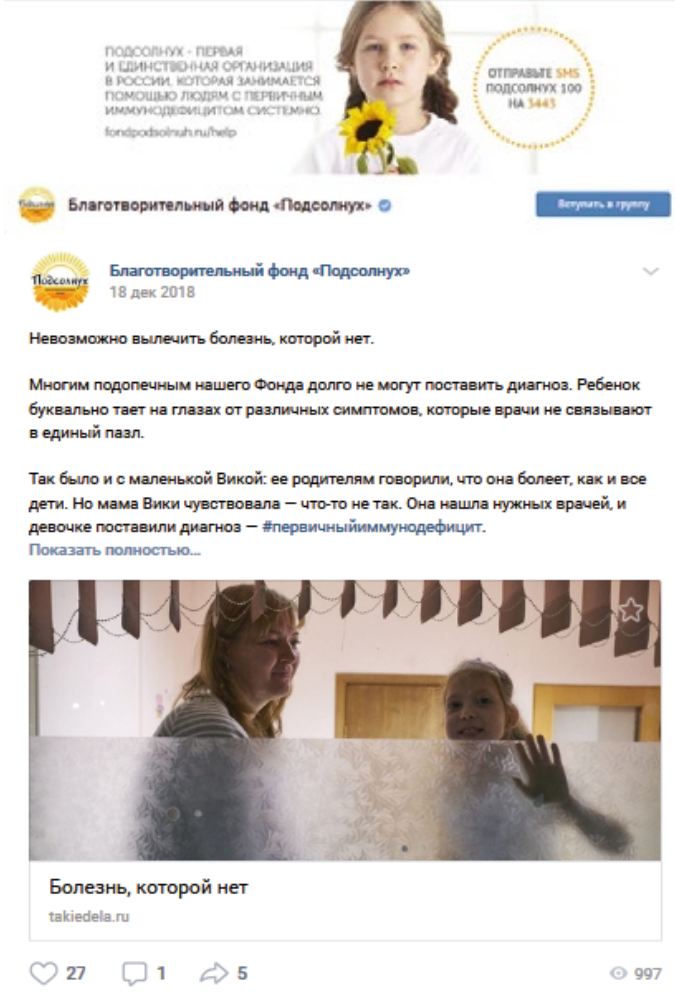 ПОДСОЛНУХ - ПЕРВАЯ
И ЕДИНСТВЕННАЯ ОРГАНИЗАЦИЯ
В РОССИИ, КОТОРАЯ ЗАНИМАЕТСЯ
ПОМОЩЬЮ ЛЮДЯМ С ПЕРВИЧНЫМ
ИММУНОДЕФИЦИТОМ СИСТЕМНО.
fondpodsolnuh.ru/help
ОТПРАВЬТЕ SMS
ПОДСОЛНУХ 100
НА 3443
Подсолнух
Благотворительный фонд «Подсолнух»
Вступить в группу
Подсолнух
Благотворительный фонд «Подсолнух»
18 дек 2018
Невозможно вылечить болезнь, которой нет.
Многим подопечным нашего Фонда долго не могут поставить диагноз. Ребенок
буквально тает на глазах от различных симптомов, которые врачи не связывают
в единый пазл.
Так было и с маленькой Викой: ее родителям говорили, что она болеет, как и все
дети. Но мама Вики чувствовала — что-то не так. Она нашла нужных врачей, и
девочке поставили диагноз — #первичныйиммунодефицит.
Показать полностью...
Болезнь, которой нет
takiedela.ru
27
1
5
997